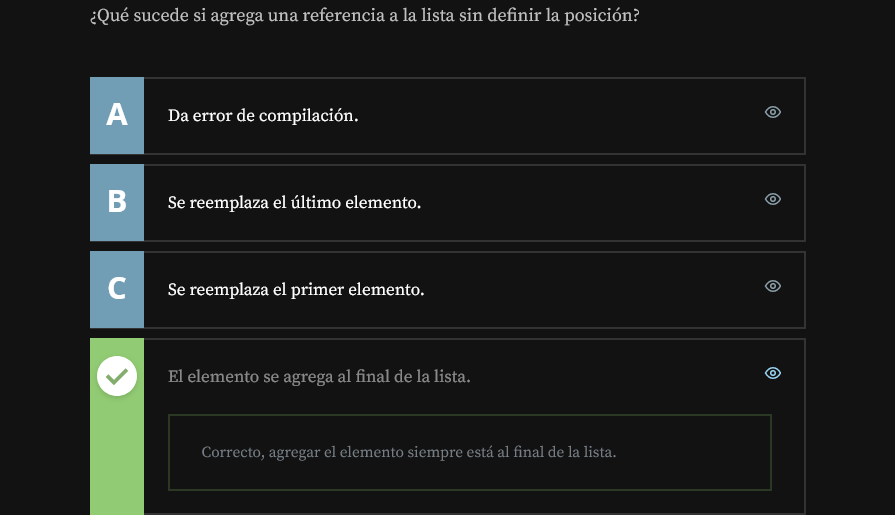 ¿Qué sucede si agrega una referencia a la lista sin definir la posición?
A
Da error de compilación.
B
Se reemplaza el último elemento.
C
Se reemplaza el primer elemento.
El elemento se agrega al final de la lista.
Correcto, agregar el elemento siempre está al final de la lista.